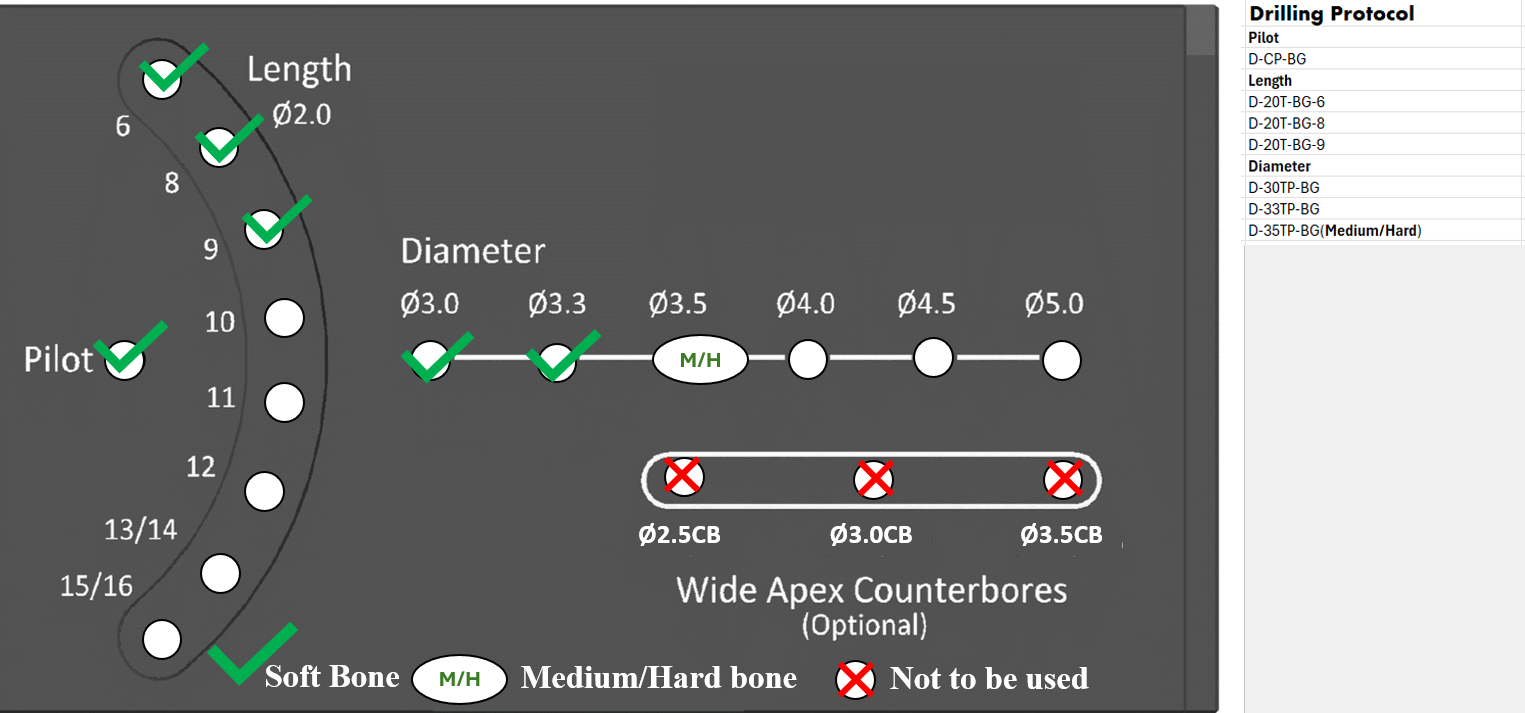 Length
Ø2.0
6
8
9
10
11
12
13/14
15/16
Pilot
Diameter
Ø3.0 Ø3.3 Ø3.5 Ø4.0 Ø4.5 Ø5.0
M/H
Ø2.5CB Ø3.0CB Ø3.5CB
Wide Apex Counterbores
(Optional)
Soft Bone M/H Medium/Hard bone Not to be used
Drilling Protocol
Pilot
D-CP-BG
Length
D-20T-BG-6
D-20T-BG-8
D-20T-BG-9
Diameter
D-30TP-BG
D-33TP-BG
D-35TP-BG(Medium/Hard)